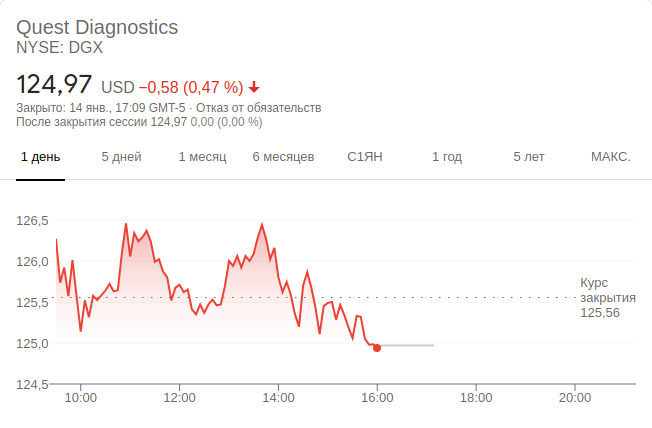 Quest Diagnostics
NYSE: DGX
124,97 USD −0,58 (0,47 %)
Закрыто: 14 янв., 17:09 GMT-5 · Отказ от обязательств
После закрытия сессии 124,97 0,00 (0,00 %)
1 день 5 дней 1 месяц 6 месяцев С1ЯН 1 год 5 лет МАКС.
126,5
126,0
125,5
125,0
124,5
Курс
закрытия
125,56
10:00 12:00 14:00 16:00 18:00 20:00